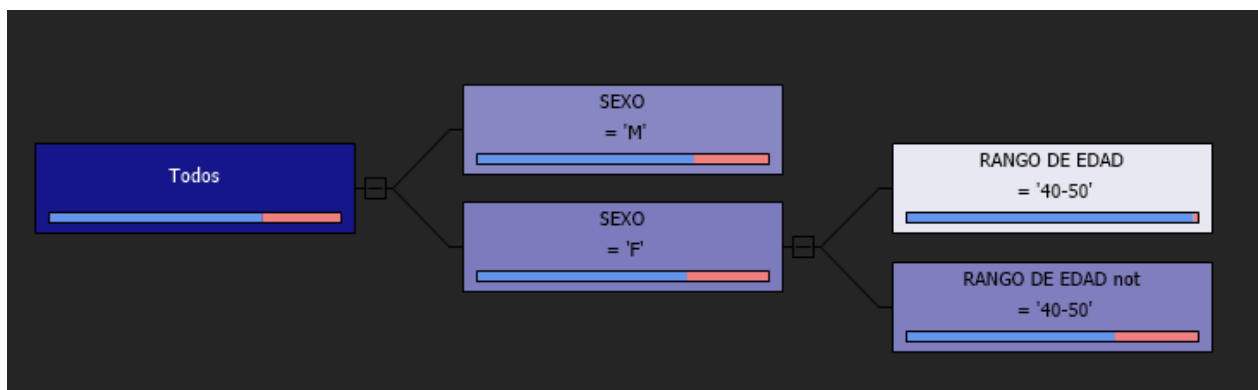 Todos
SEXO
= 'M'
SEXO
= 'F'
RANGO DE EDAD
= '40-50'
RANGO DE EDAD not
= '40-50'